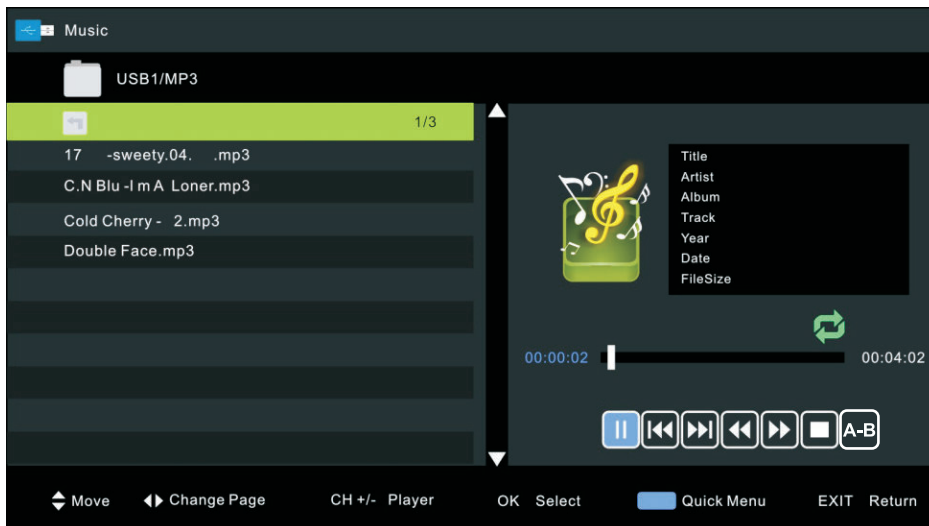 Music
USB1/MP3
1/3
17 -sweety.04. .mp3
C.N Blu -I m A Loner.mp3
Cold Cherry - 2.mp3
Double Face.mp3
Title
Artist
Album
Track
Year
Date
FileSize
00:00:02 00:04:02
A-B
Move Change Page CH +/- Player OK Select Quick Menu EXIT Return